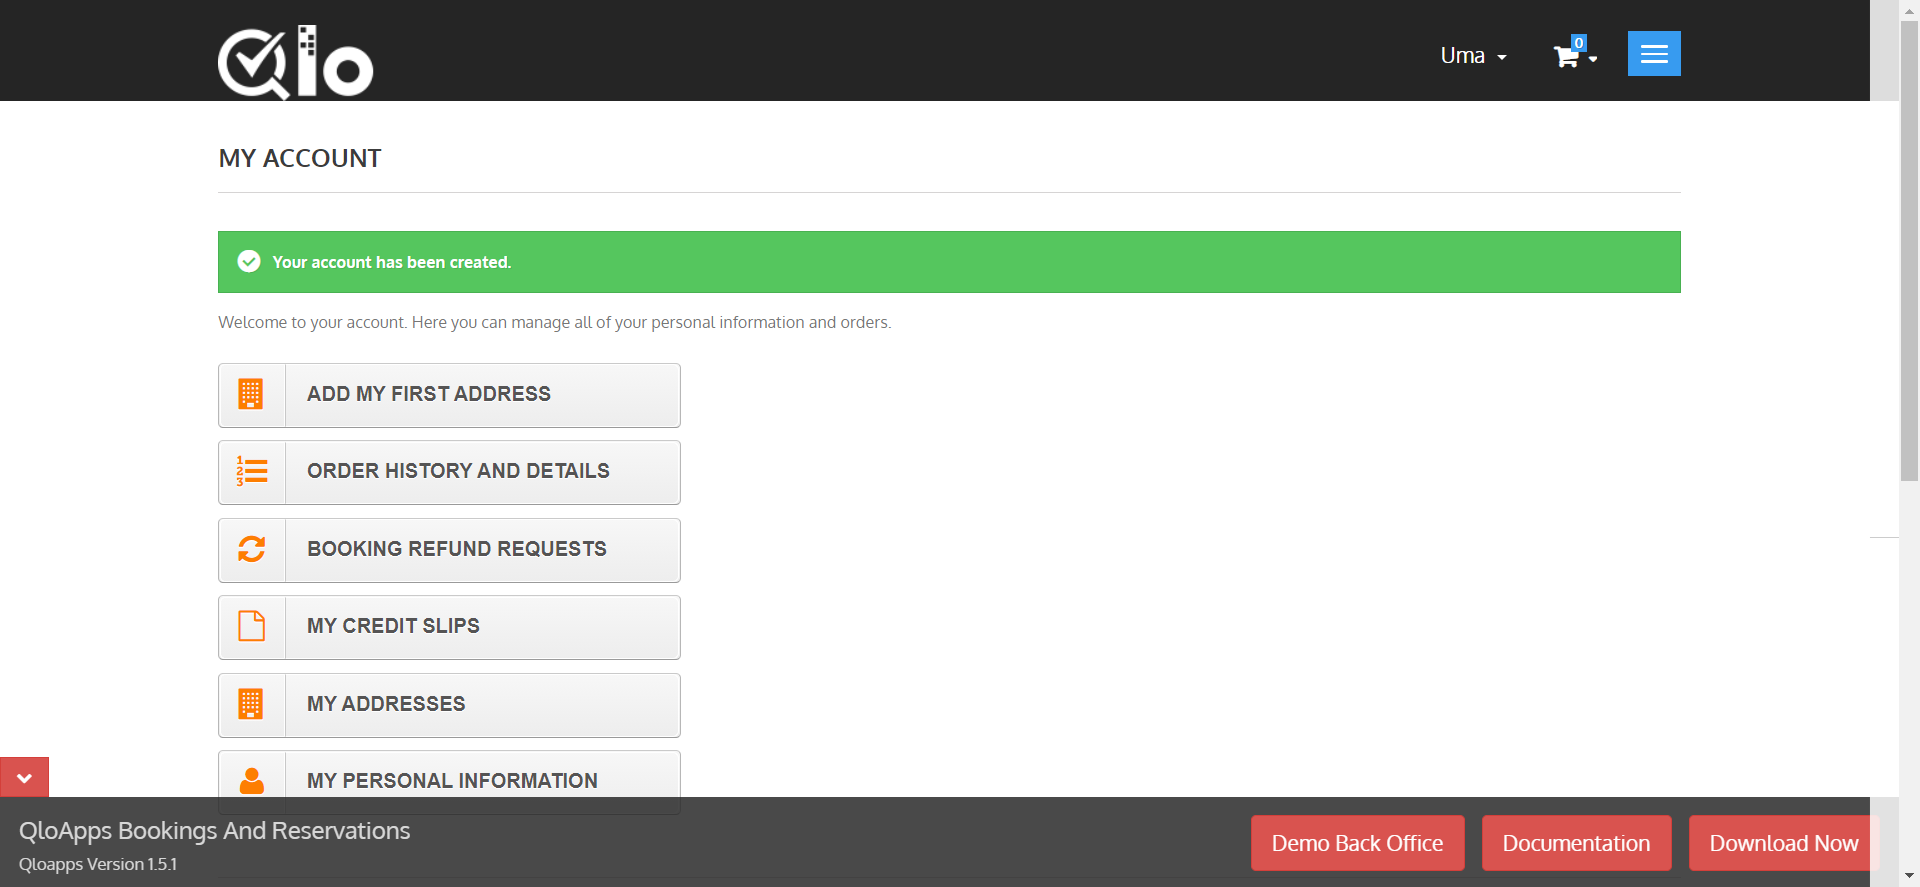 Qlo
Uma
0
MY ACCOUNT
Your account has been created.
Welcome to your account. Here you can manage all of your personal information and orders.
ADD MY FIRST ADDRESS
1
2
3
ORDER HISTORY AND DETAILS
BOOKING REFUND REQUESTS
MY CREDIT SLIPS
MY ADDRESSES
MY PERSONAL INFORMATION
QloApps Bookings And Reservations
Qloapps Version 1.5.1
Demo Back Office
Documentation
Download Now